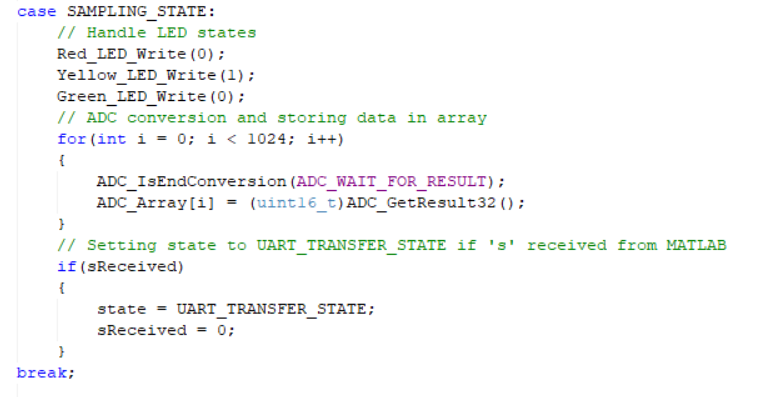 case SAMPLING_STATE:
    // Handle LED states
    Red_LED_Write(0);
    Yellow_LED_Write(1);
    Green_LED_Write(0);
    // ADC conversion and storing data in array
    for(int i = 0; i < 1024; i++)
    {
        ADC_IsEndConversion(ADC_WAIT_FOR_RESULT);
        ADC_Array[i] = (uint16_t)ADC_GetResult32();
    }
    // Setting state to UART_TRANSFER_STATE if 's' received from MATLAB
    if(sReceived)
    {
        state = UART_TRANSFER_STATE;
        sReceived = 0;
    }
break;